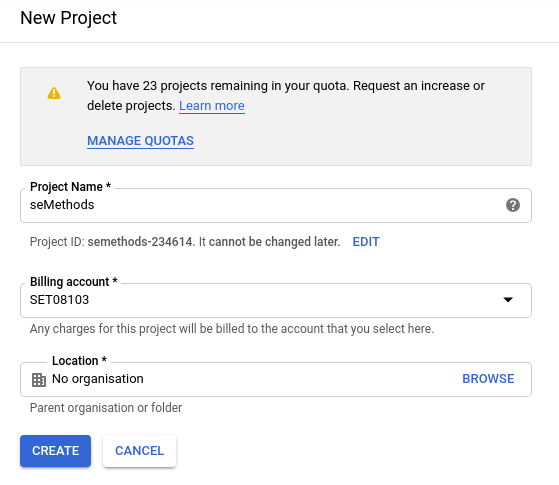 New Project
You have 23 projects remaining in your quota. Request an increase or
delete projects. Learn more
MANAGE QUOTAS
Project Name *
seMethods
Project ID: semethods-234614. It cannot be changed later. EDIT
Billing account *
SET08103
Any charges for this project will be billed to the account that you select here.
Location *
No organisation BROWSE
Parent organisation or folder
CREATE CANCEL